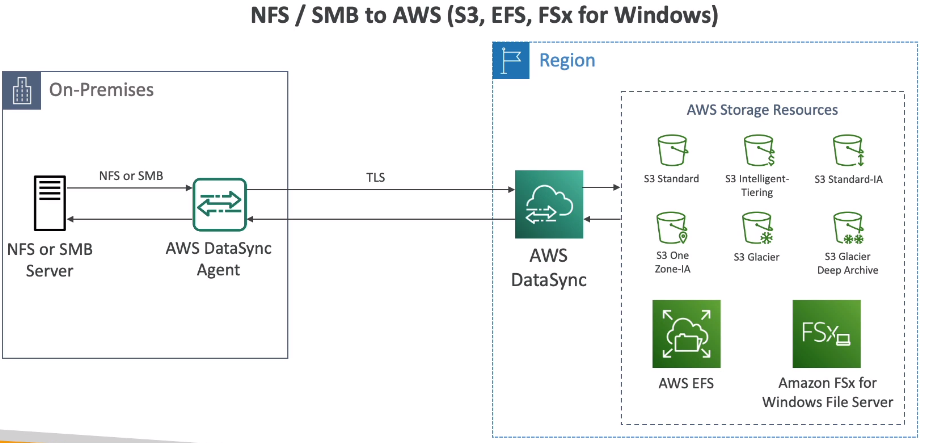 NFS / SMB to AWS (S3, EFS, FSx for Windows)
On-Premises
NFS or SMB
NFS or SMB
Server
AWS DataSync
Agent
TLS
Region
AWS
DataSync
AWS Storage Resources
S3 Standard
S3 Intelligent-
Tiering
S3 Standard-IA
S3 One
Zone-IA
S3 Glacier
S3 Glacier
Deep Archive
AWS EFS
FSx
Amazon FSx for
Windows File Server